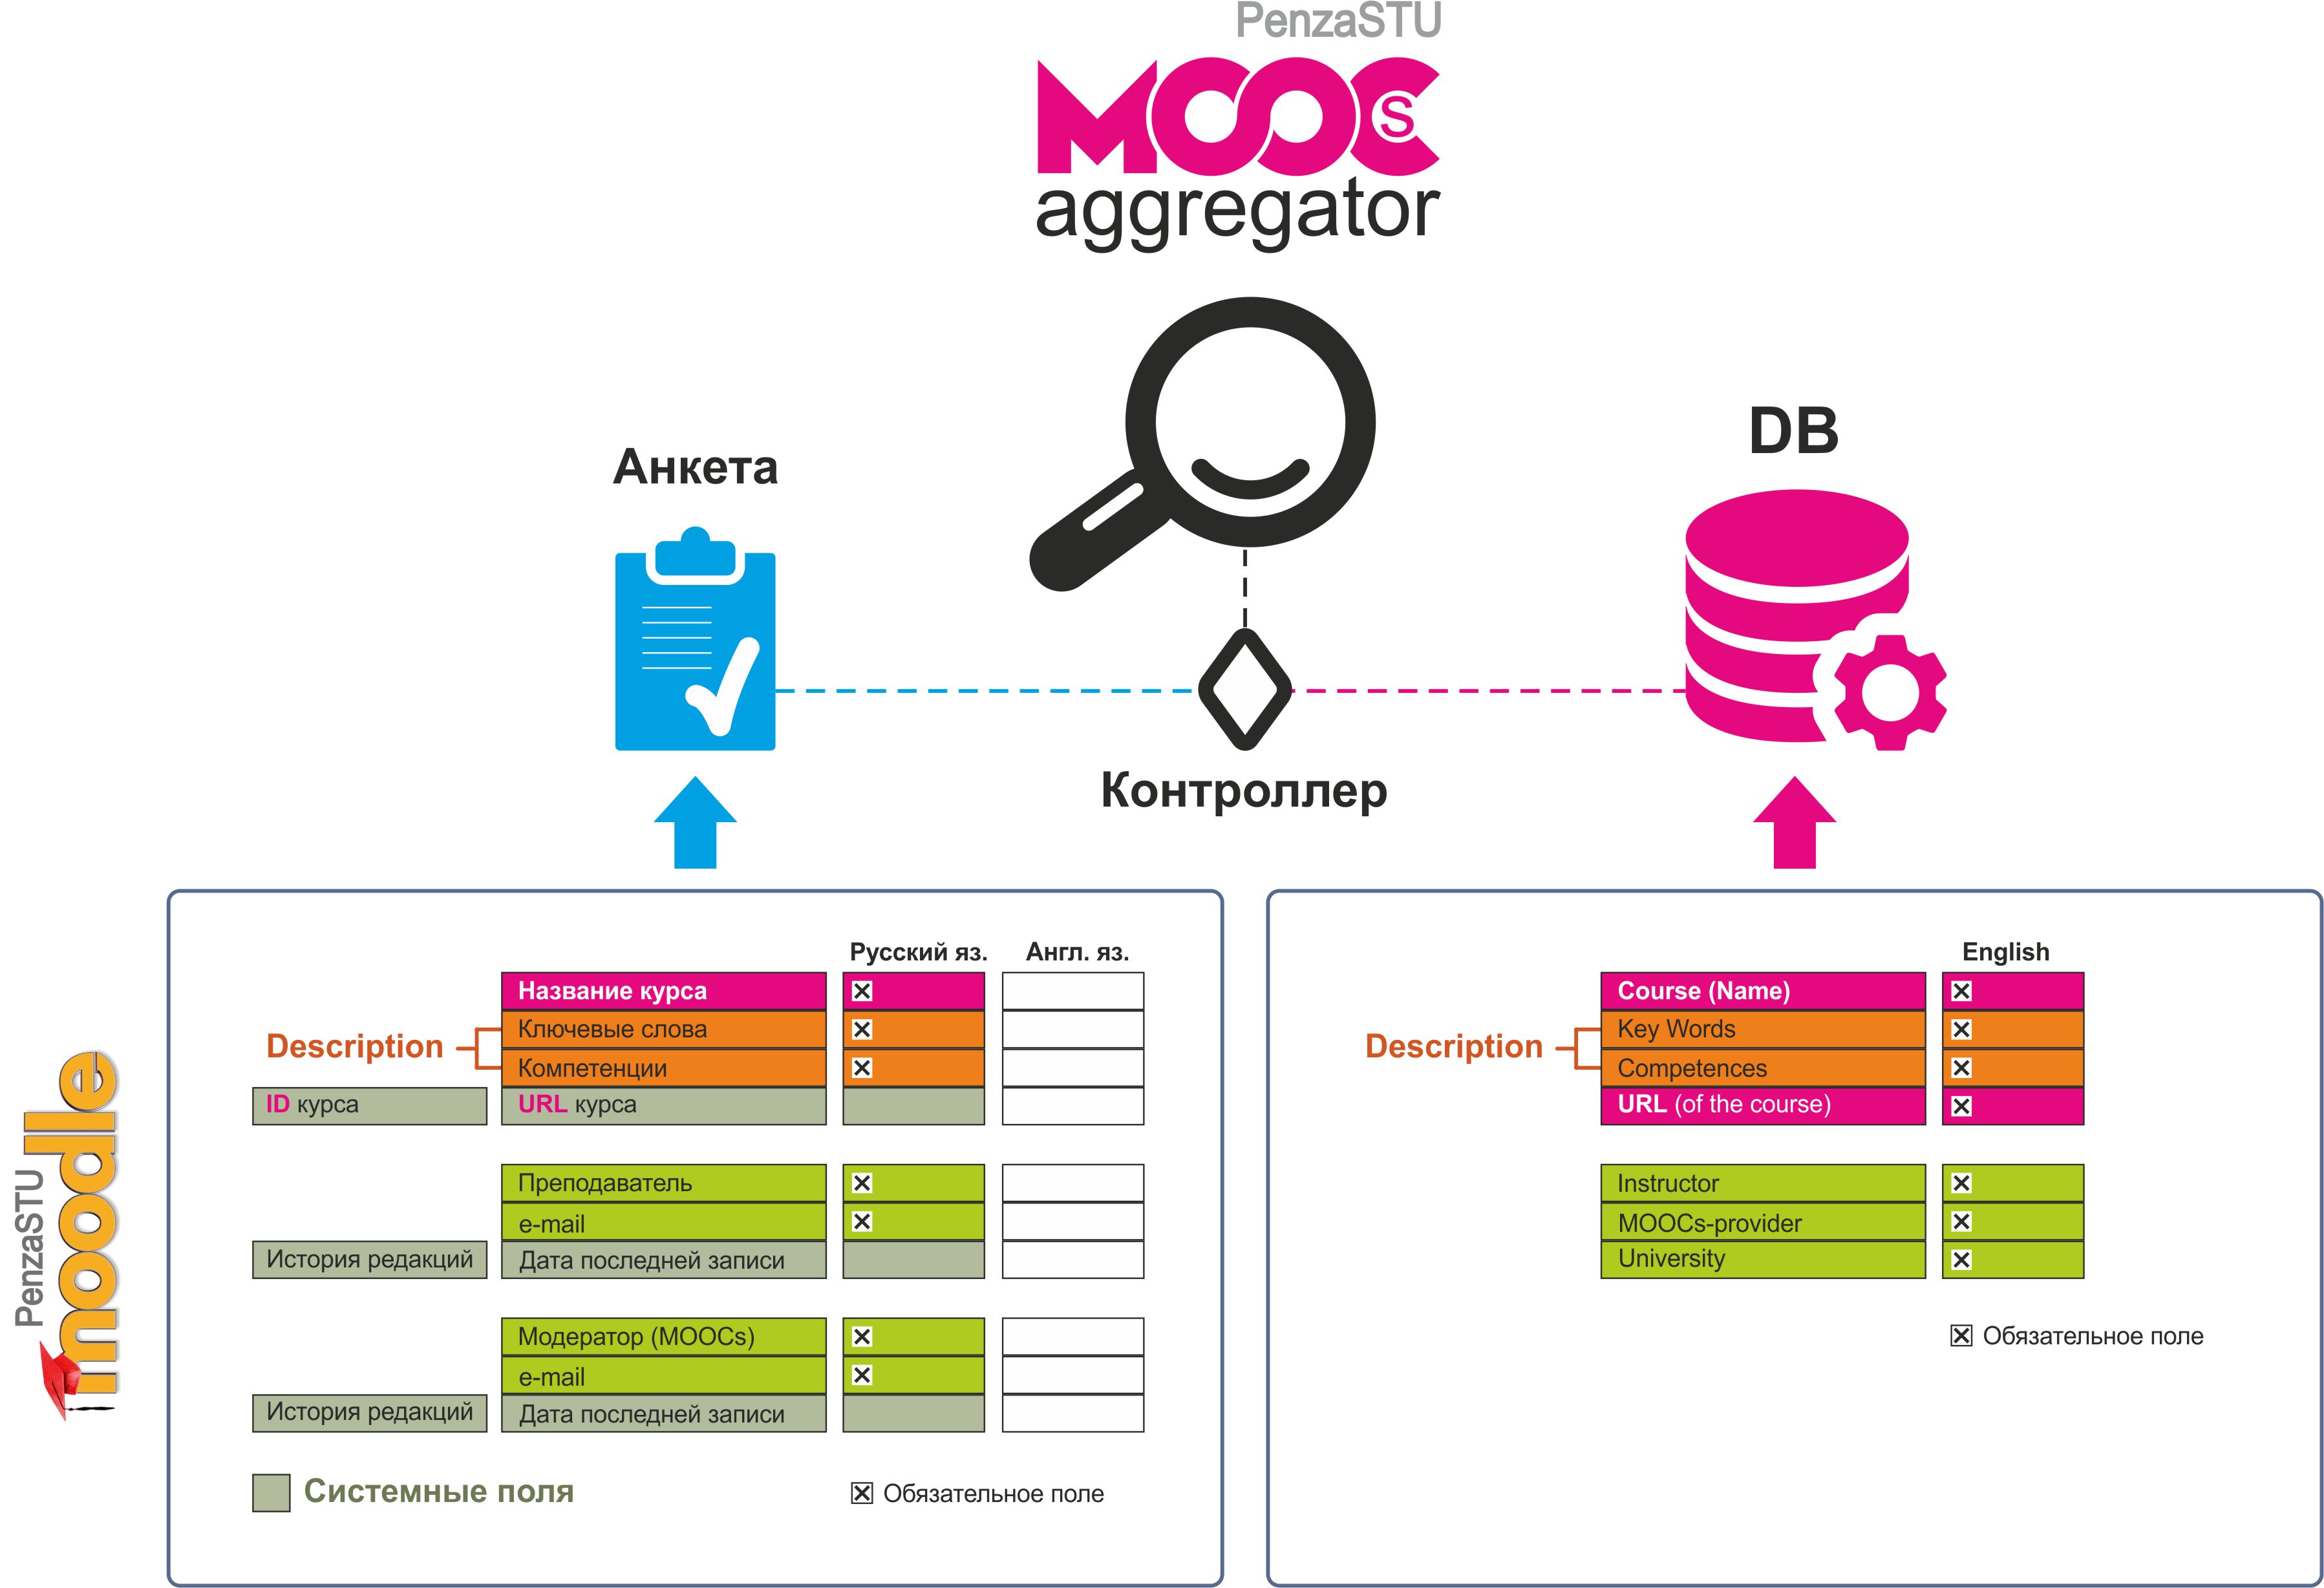 PenzaSTU
MOOCs
aggregator
Анкета
DB
Контроллер
PenzaSTU
moodle
Русский яз. Англ. яз.
Название курса
Description
Ключевые слова
Компетенции
ID курса URL курса
Преподаватель
e-mail
История редакций Дата последней записи
Модератор (MOOCs)
e-mail
История редакций Дата последней записи
Системные поля
Обязательное поле
English
Course (Name)
Description
Key Words
Competences
URL (of the course)
Instructor
MOOCs-provider
University
Обязательное поле